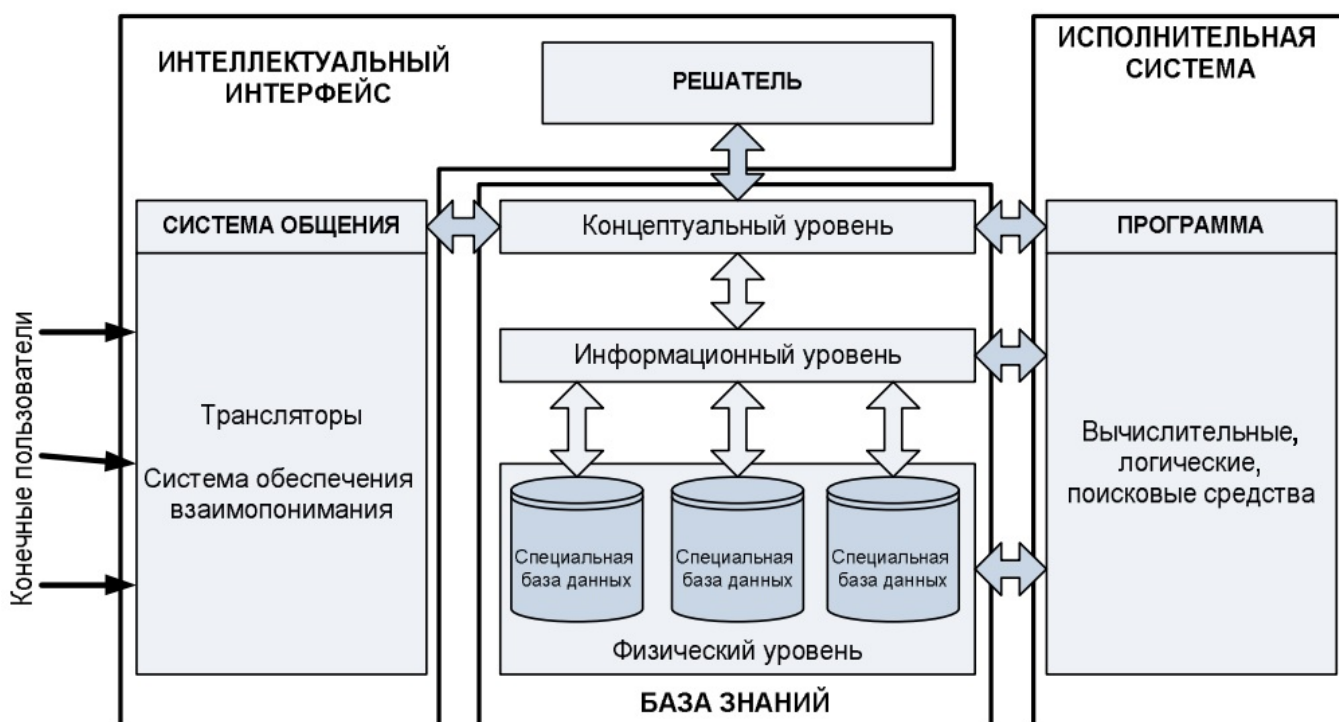 ИНТЕЛЛЕКТУАЛЬНЫЙ
ИНТЕРФЕЙС
РЕШАТЕЛЬ
ИСПОЛНИТЕЛЬНАЯ
СИСТЕМА
Конечные пользователи
СИСТЕМА ОБЩЕНИЯ
Трансляторы
Система обеспечения
взаимопонимания
Концептуальный уровень
Информационный уровень
Специальная
база данных
Специальная
база данных
Специальная
база данных
Физический уровень
БАЗА ЗНАНИЙ
ПРОГРАММА
Вычислительные,
логические,
поисковые средства